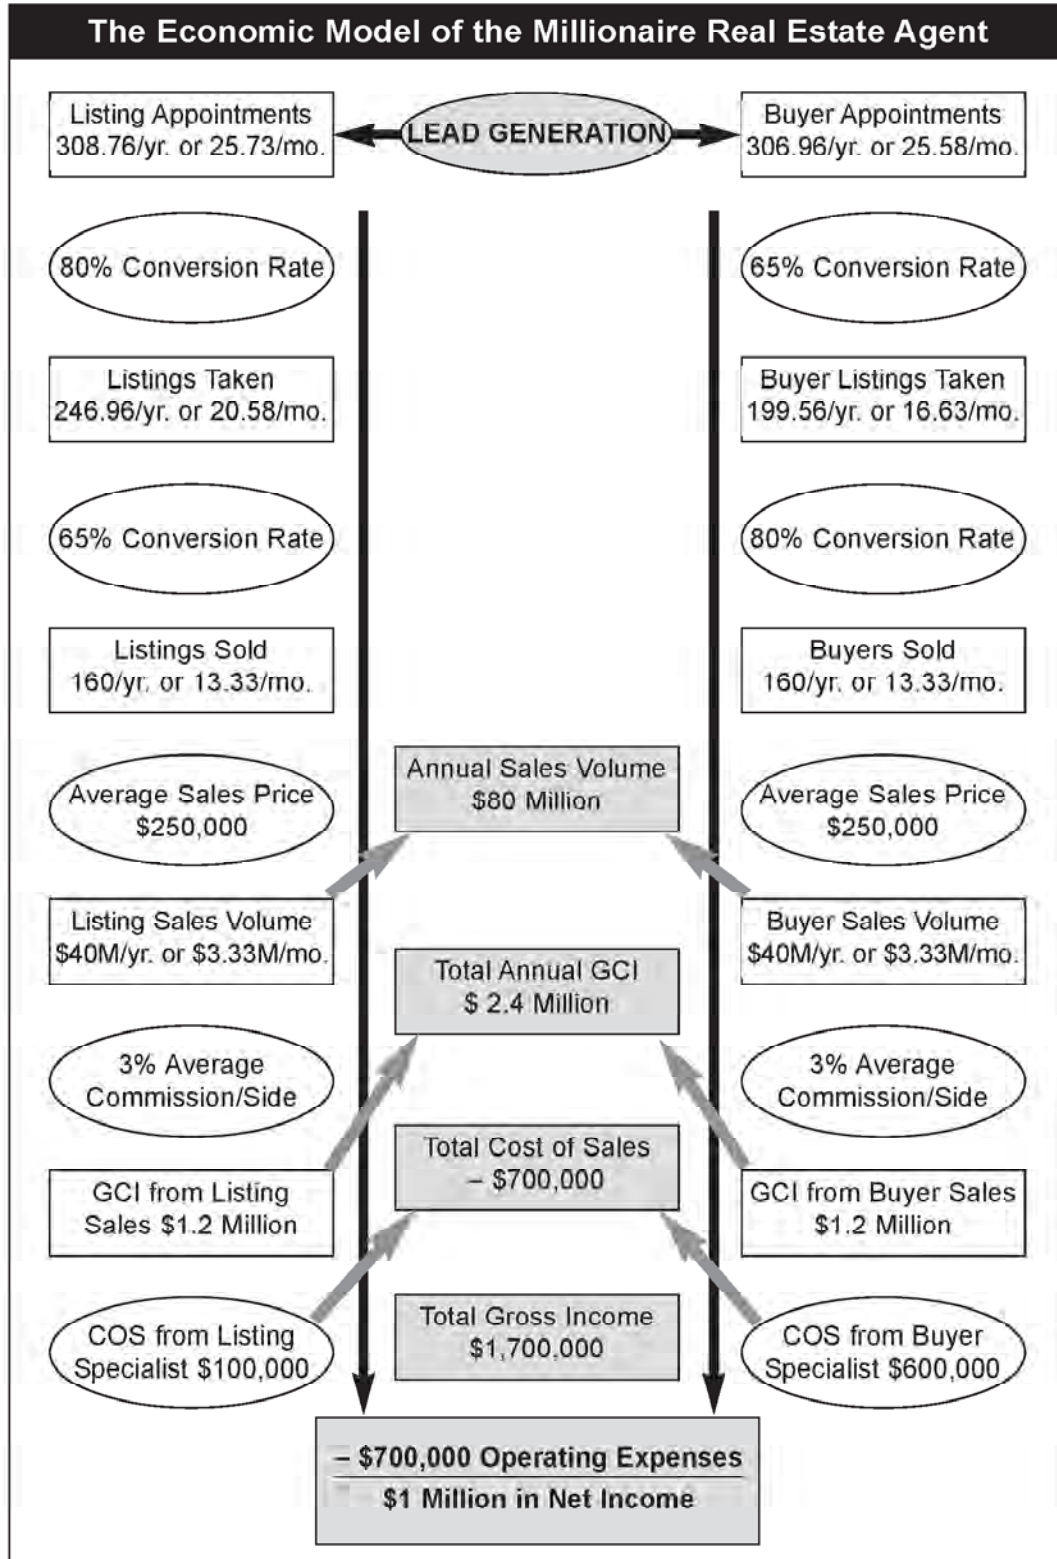 The Economic Model of the Millionaire Real Estate Agent
Listing Appointments
308.76/yr. or 25.73/mo.
LEAD GENERATION
Buyer Appointments
306.96/yr. or 25.58/mo.
80% Conversion Rate
65% Conversion Rate
Listings Taken
246.96/yr. or 20.58/mo.
Buyer Listings Taken
199.56/yr. or 16.63/mo.
65% Conversion Rate
80% Conversion Rate
Listings Sold
160/yr. or 13.33/mo.
Buyers Sold
160/yr. or 13.33/mo.
Average Sales Price
$250,000
Annual Sales Volume
$80 Million
Average Sales Price
$250,000
Listing Sales Volume
$40M/yr. or $3.33M/mo.
Buyer Sales Volume
$40M/yr. or $3.33M/mo.
Total Annual GCI
$ 2.4 Million
3% Average
Commission/Side
3% Average
Commission/Side
Total Cost of Sales
– $700,000
GCI from Listing
Sales $1.2 Million
GCI from Buyer Sales
$1.2 Million
Total Gross Income
$1,700,000
COS from Listing
Specialist $100,000
COS from Buyer
Specialist $600,000
– $700,000 Operating Expenses
$1 Million in Net Income